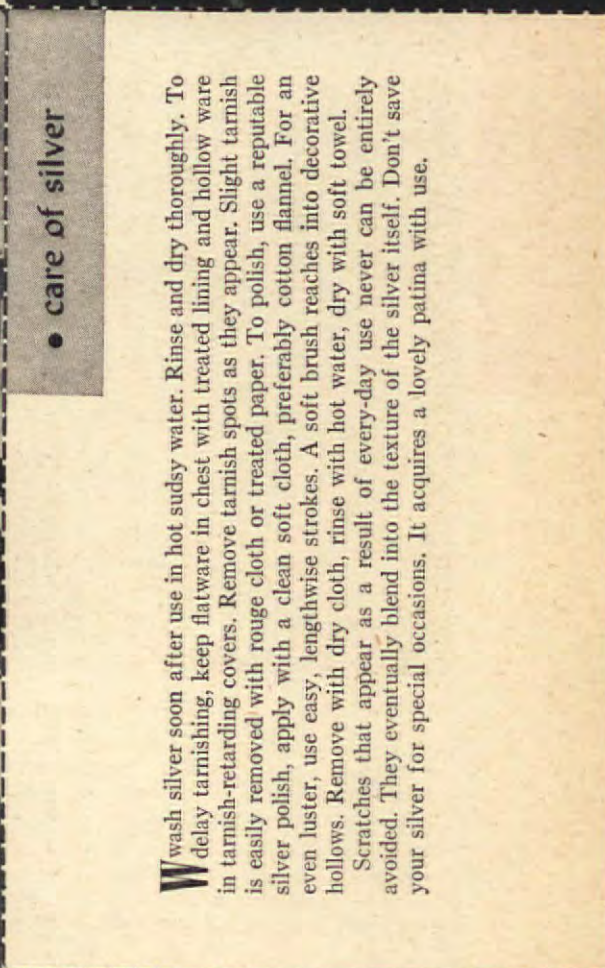 • care of silver
Wwash silver soon after use in hot sudsy water. Rinse and dry thoroughly. To
delay tarnishing, keep flatware in chest with treated lining and hollow ware
in tarnish-retarding covers. Remove tarnish spots as they appear. Slight tarnish
is easily removed with rouge cloth or treated paper. To polish, use a reputable
silver polish, apply with a clean soft cloth, preferably cotton flannel. For an
even luster, use easy, lengthwise strokes. A soft brush reaches into decorative
hollows. Remove with dry cloth, rinse with hot water, dry with soft towel.
Scratches that appear as a result of every-day use never can be entirely
avoided. They eventually blend into the texture of the silver itself. Don't save
your silver for special occasions. It acquires a lovely patina with use.